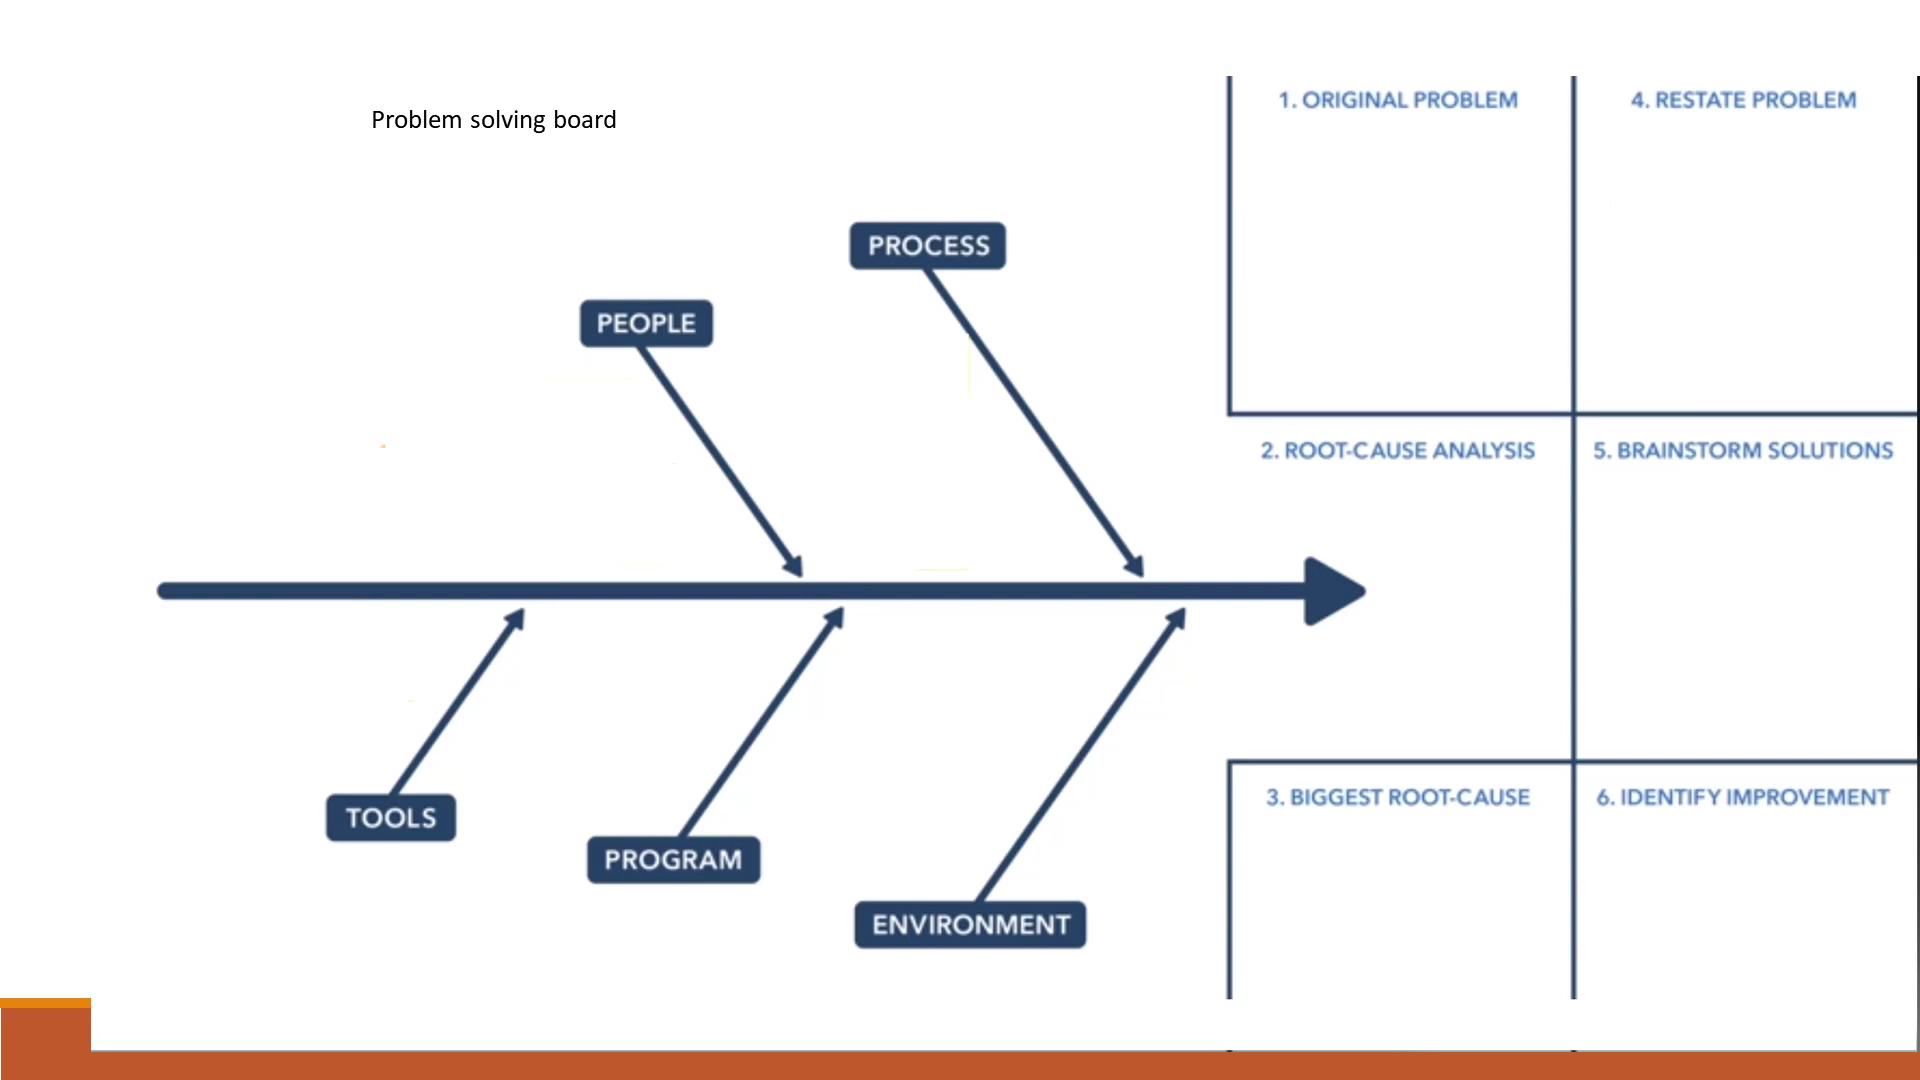 Problem solving board
PROCESS
PEOPLE
TOOLS
PROGRAM
ENVIRONMENT
1. ORIGINAL PROBLEM
4. RESTATE PROBLEM
2. ROOT-CAUSE ANALYSIS
5. BRAINSTORM SOLUTIONS
3. BIGGEST ROOT-CAUSE
6. IDENTIFY IMPROVEMENT